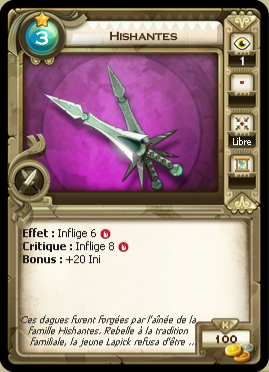 Hishantes
3
1
Libre
Effet : Inflige 6
Critique : Inflige 8
Bonus : +20 Ini
Ces dagues furent forgées par l'aînée de la
famille Hishantes. Rebelle à la tradition
familiale, la jeune Lapick refusa d'être ..
K
100